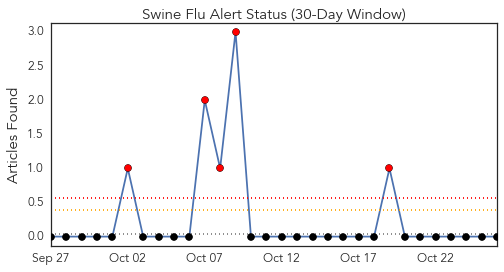 Swine Flu Alert Status (30-Day Window)
Articles Found
3.0
2.5
2.0
1.5
1.0
0.5
0.0
Sep 27 Oct 02 Oct 07 Oct 12 Oct 17 Oct 22